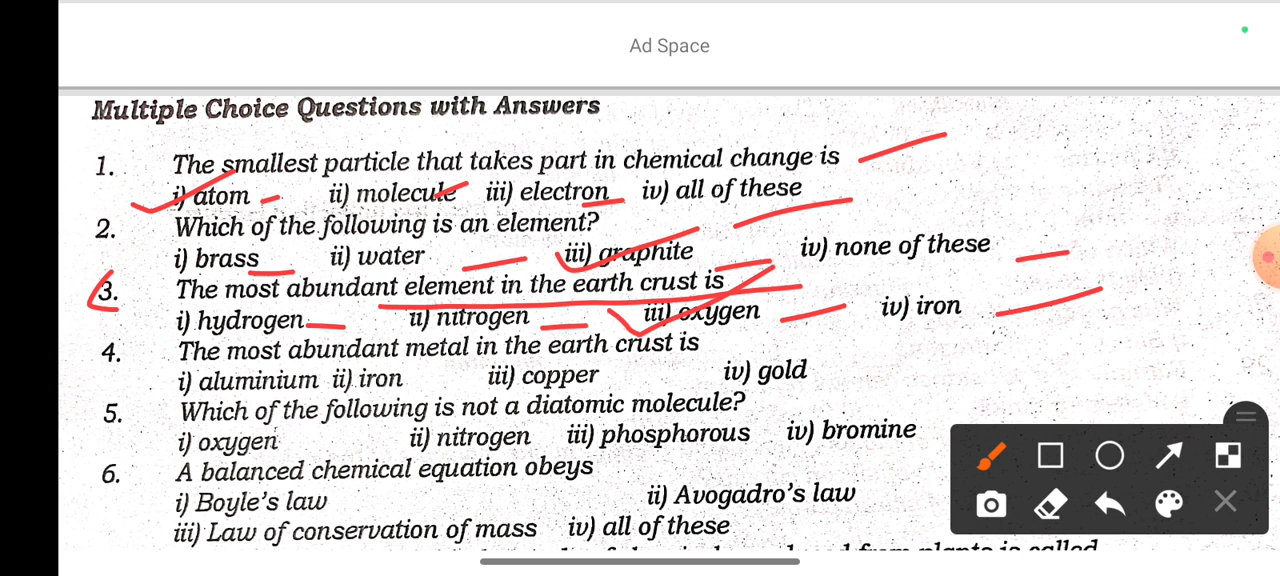 Ad Space
Multiple Choice Questions with Answers
1. The smallest particle that takes part in chemical change is
i) atom ii) molecule iii) electron iv) all of these
2. Which of the following is an element?
i) brass ii) water iii) graphite iv) none of these
3. The most abundant element in the earth crust is
i) hydrogen ii) nitrogen iii) oxygen iv) iron
4. The most abundant metal in the earth crust is
i) aluminium ii) iron iii) copper iv) gold
5. Which of the following is not a diatomic molecule?
i) oxygen ii) nitrogen iii) phosphorous iv) bromine
6. A balanced chemical equation obeys
i) Boyle's law ii) Avogadro's law
iii) Law of conservation of mass iv) all of these
from plants is called